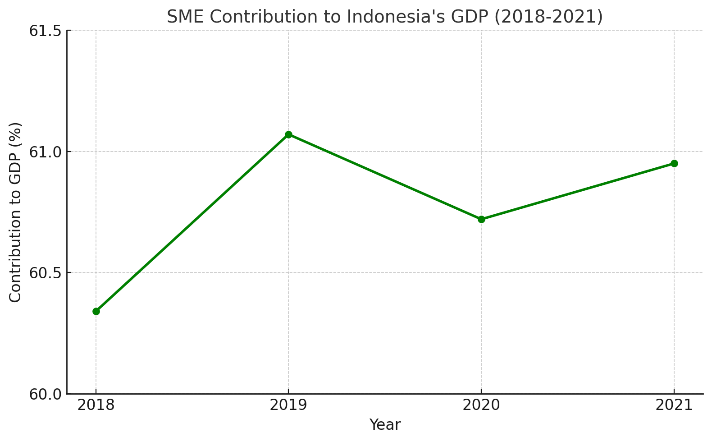 SME Contribution to Indonesia's GDP (2018-2021)
Contribution to GDP (%)
61.5
61.0
60.5
60.0
2018 2019 2020 2021
Year